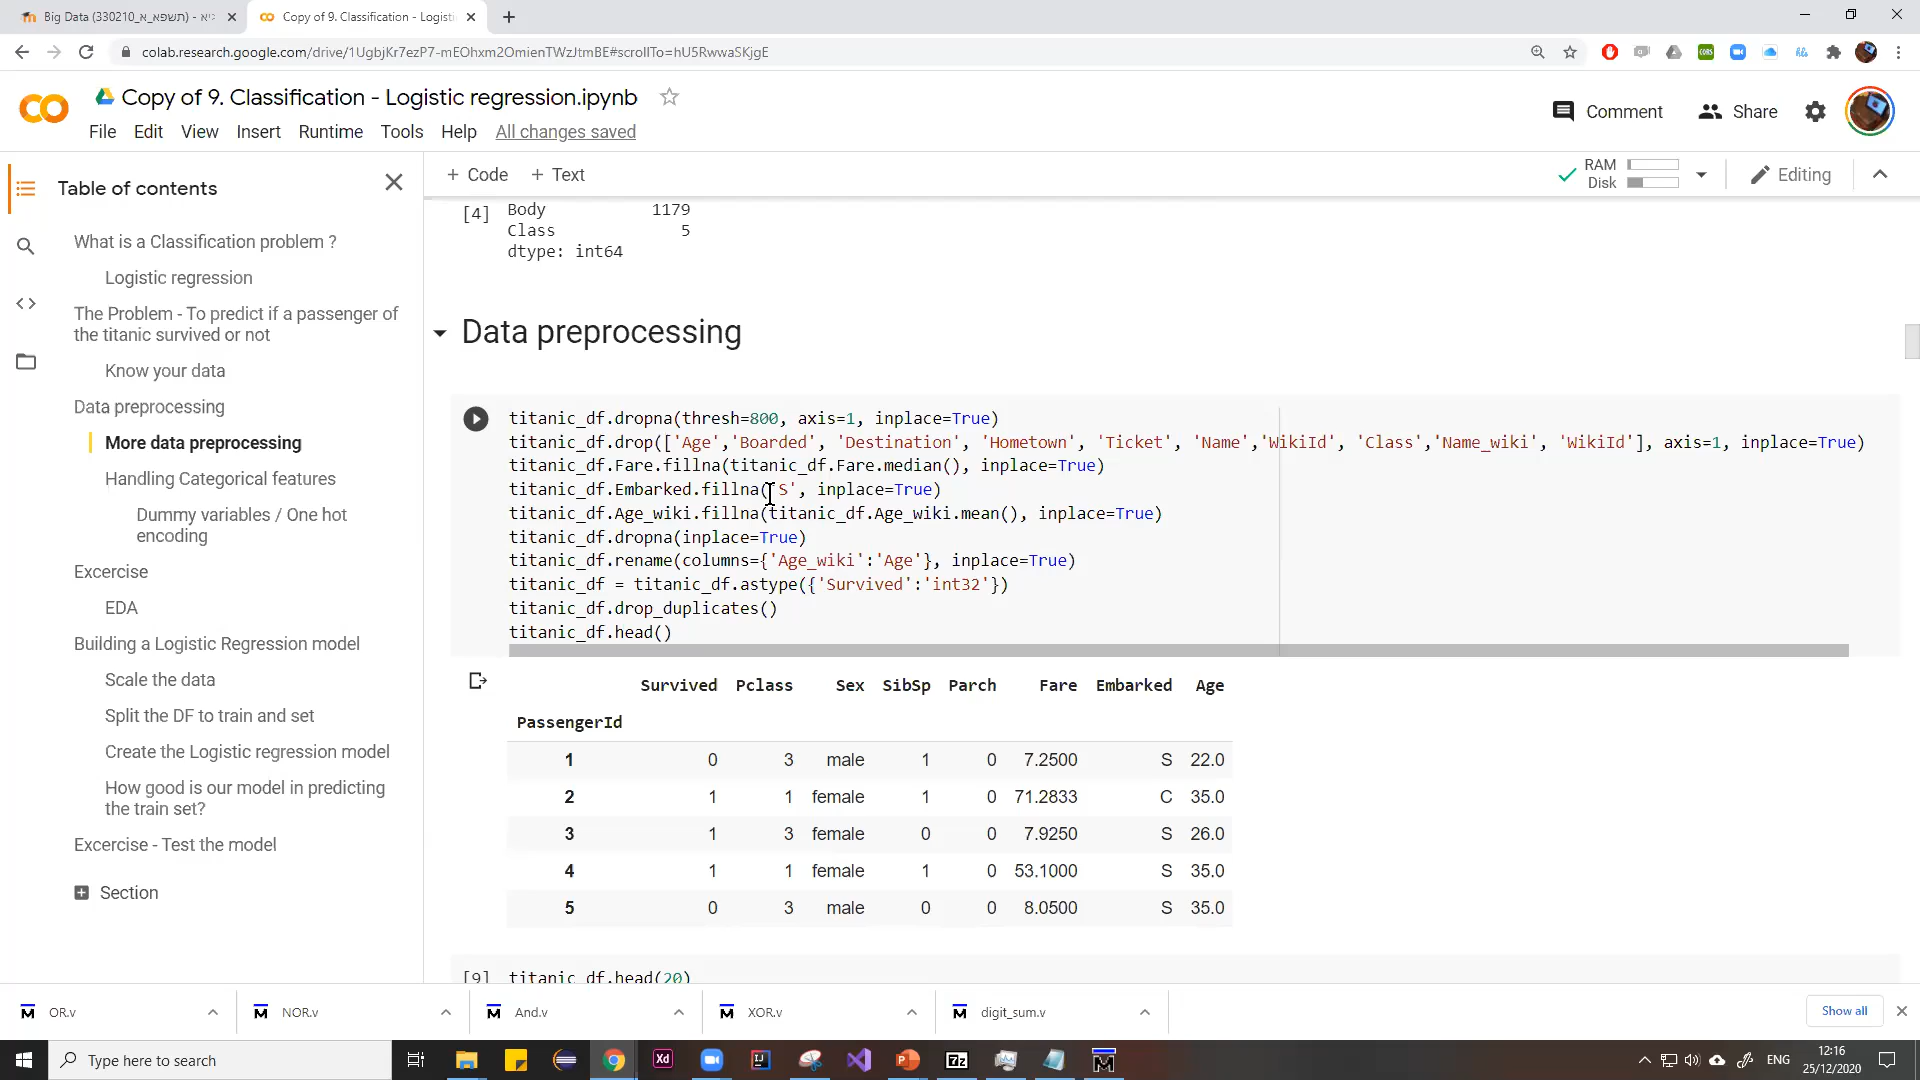 Big Data (330210_תשפא_א) - כיא
Copy of 9. Classification - Logisti
colab.research.google.com/drive/1UgbjKr7ezP7-mEOhxm2OmienTWzJtmBE#scrollTo=hU5RwwaSKjgE
Copy of 9. Classification - Logistic regression.ipynb
Comment
Share
File Edit View Insert Runtime Tools Help All changes saved
Table of contents
+ Code + Text
RAM
Disk
Editing
What is a Classification problem ?
Logistic regression
The Problem - To predict if a passenger of
the titanic survived or not
Know your data
Data preprocessing
More data preprocessing
Handling Categorical features
Dummy variables / One hot
encoding
Excercise
EDA
Building a Logistic Regression model
Scale the data
Split the DF to train and set
Create the Logistic regression model
How good is our model in predicting
the train set?
Excercise - Test the model
Section
[4] Body 1179
Class 5
dtype: int64
Data preprocessing
titanic_df.dropna(thresh=800, axis=1, inplace=True)
titanic_df.drop(['Age','Boarded', 'Destination', 'Hometown', 'Ticket', 'Name','WikiId', 'Class','Name_wiki', 'WikiId'], axis=1, inplace=True)
titanic_df.Fare.fillna(titanic_df.Fare.median(), inplace=True)
titanic_df.Embarked.fillna('S', inplace=True)
titanic_df.Age_wiki.fillna(titanic_df.Age_wiki.mean(), inplace=True)
titanic_df.dropna(inplace=True)
titanic_df.rename(columns={'Age_wiki':'Age'}, inplace=True)
titanic_df = titanic_df.astype({'Survived':'int32'})
titanic_df.drop_duplicates()
titanic_df.head()
Survived Pclass Sex SibSp Parch Fare Embarked Age
PassengerId
1 0 3 male 1 0 7.2500 S 22.0
2 1 1 female 1 0 71.2833 C 35.0
3 1 3 female 0 0 7.9250 S 26.0
4 1 1 female 1 0 53.1000 S 35.0
5 0 3 male 0 0 8.0500 S 35.0
[9] titanic_df.head(20)
OR.v
NOR.v
And.v
XOR.v
digit_sum.v
Show all
Type here to search
ENG
12:16
25/12/2020